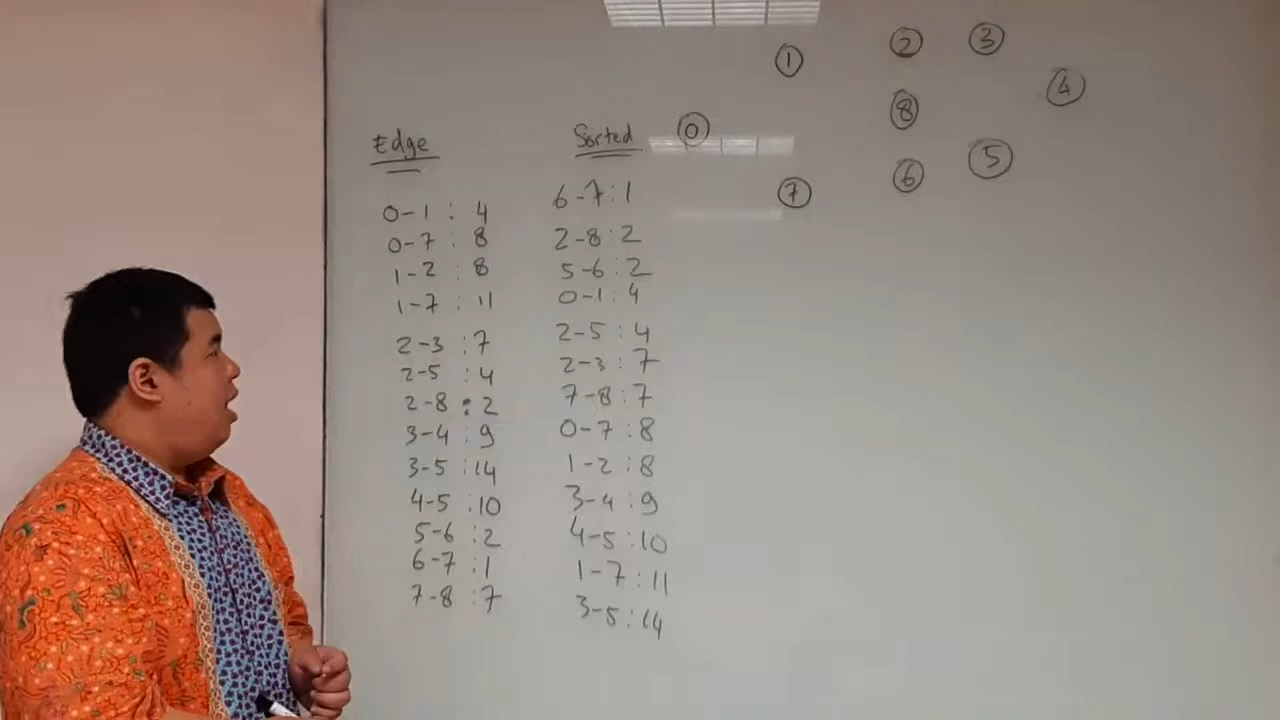 Edge
0-1 : 4
0-7 : 8
1-2 : 8
1-7 : 11
2-3 : 7
2-5 : 4
2-8 : 2
3-4 : 9
3-5 : 14
4-5 : 10
5-6 : 2
6-7 : 1
7-8 : 7
Sorted
6-7 : 1
2-8 : 2
5-6 : 2
0-1 : 4
2-5 : 4
2-3 : 7
7-8 : 7
0-7 : 8
1-2 : 8
3-4 : 9
4-5 : 10
1-7 : 11
3-5 : 14
1 2 3
4
8
0
5
6
7